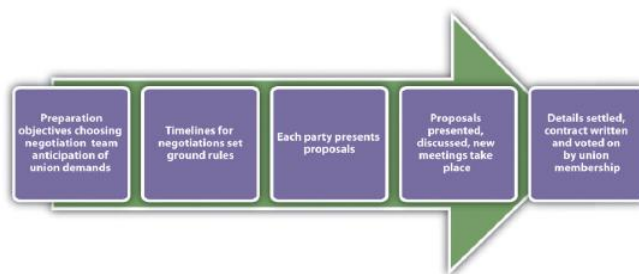 Preparation
objectives choosing
negotiation team
anticipation of
union demands
Timelines for
negotiations set
ground rules
Each party presents
proposals
Proposals
presented,
discussed, new
meetings take
place
Details settled,
contract written
and voted on
by union
membership